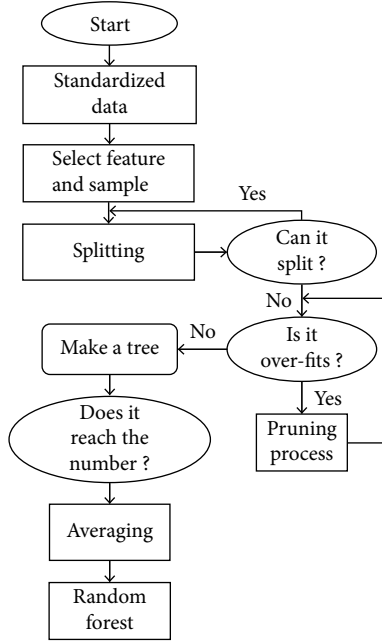 Start
Standardized
data
Select feature
and sample
Yes
Splitting
Can it
split ?
No
Is it
over-fits ?
No
Make a tree
Yes
Does it
reach the
number ?
Pruning
process
Averaging
Random
forest